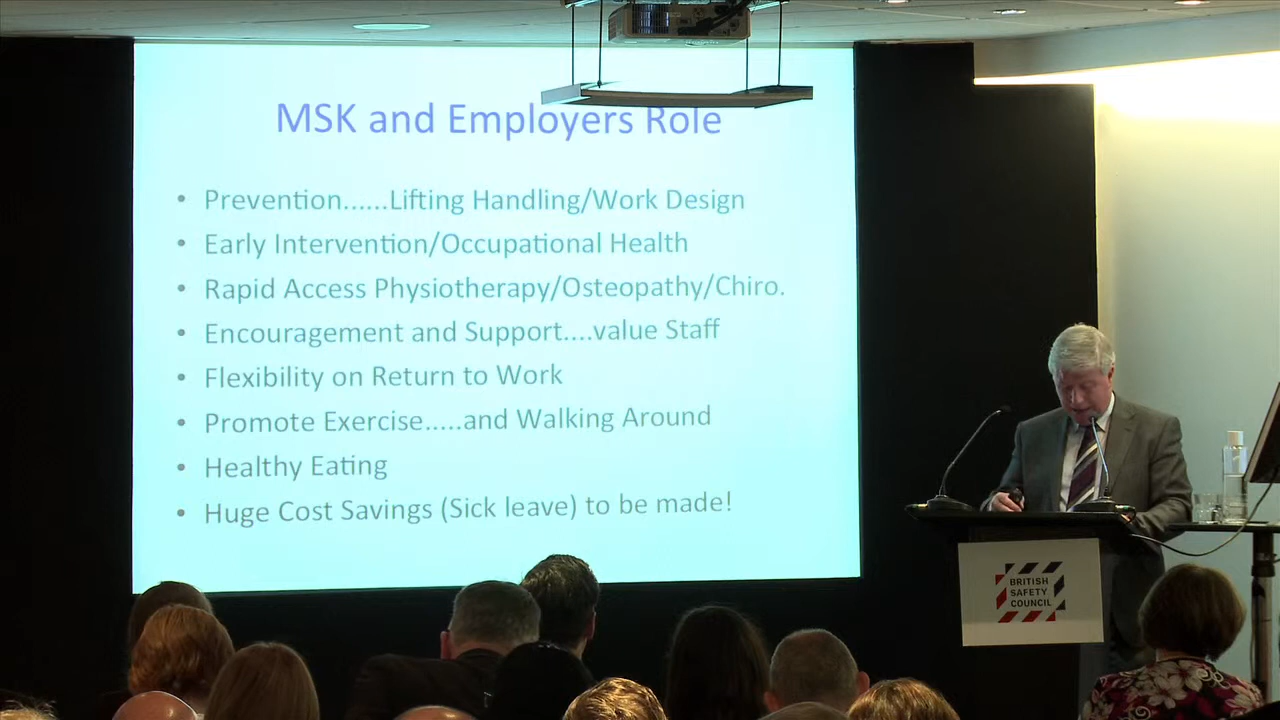 MSK and Employers Role
• Prevention......Lifting Handling/Work Design
• Early Intervention/Occupational Health
• Rapid Access Physiotherapy/Osteopathy/Chiro.
• Encouragement and Support....value Staff
• Flexibility on Return to Work
• Promote Exercise.....and Walking Around
• Healthy Eating
• Huge Cost Savings (Sick leave) to be made!
BRITISH
SAFETY
COUNCIL